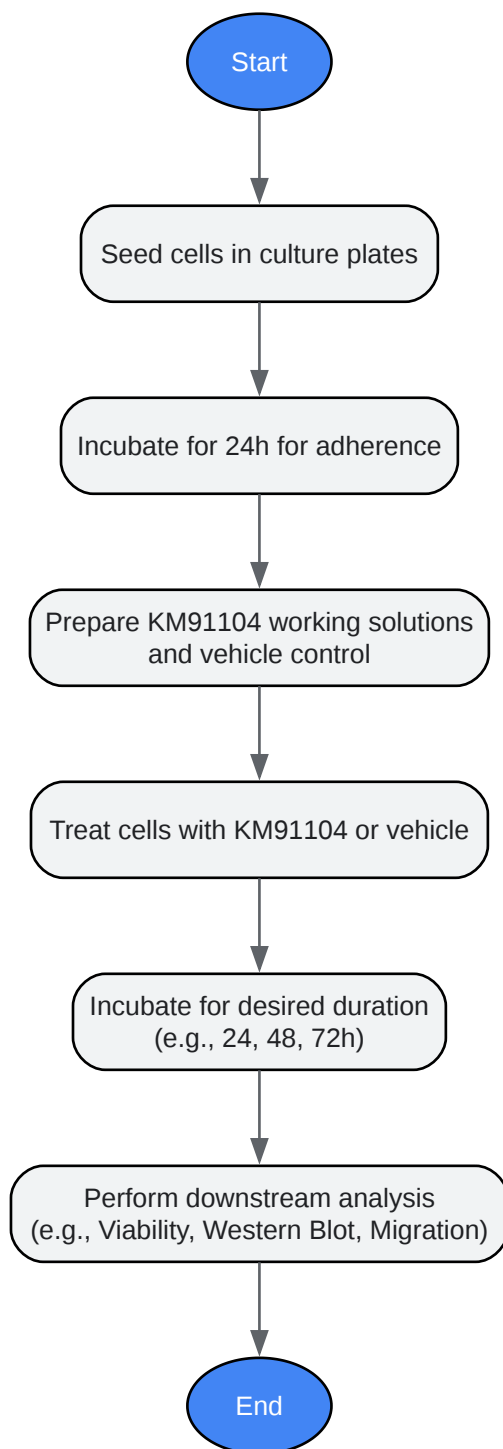 Start
Seed cells in culture plates
Incubate for 24h for adherence
Prepare KM91104 working solutions
and vehicle control
Treat cells with KM91104 or vehicle
Incubate for desired duration
(e.g., 24, 48, 72h)
Perform downstream analysis
(e.g., Viability, Western Blot, Migration)
End